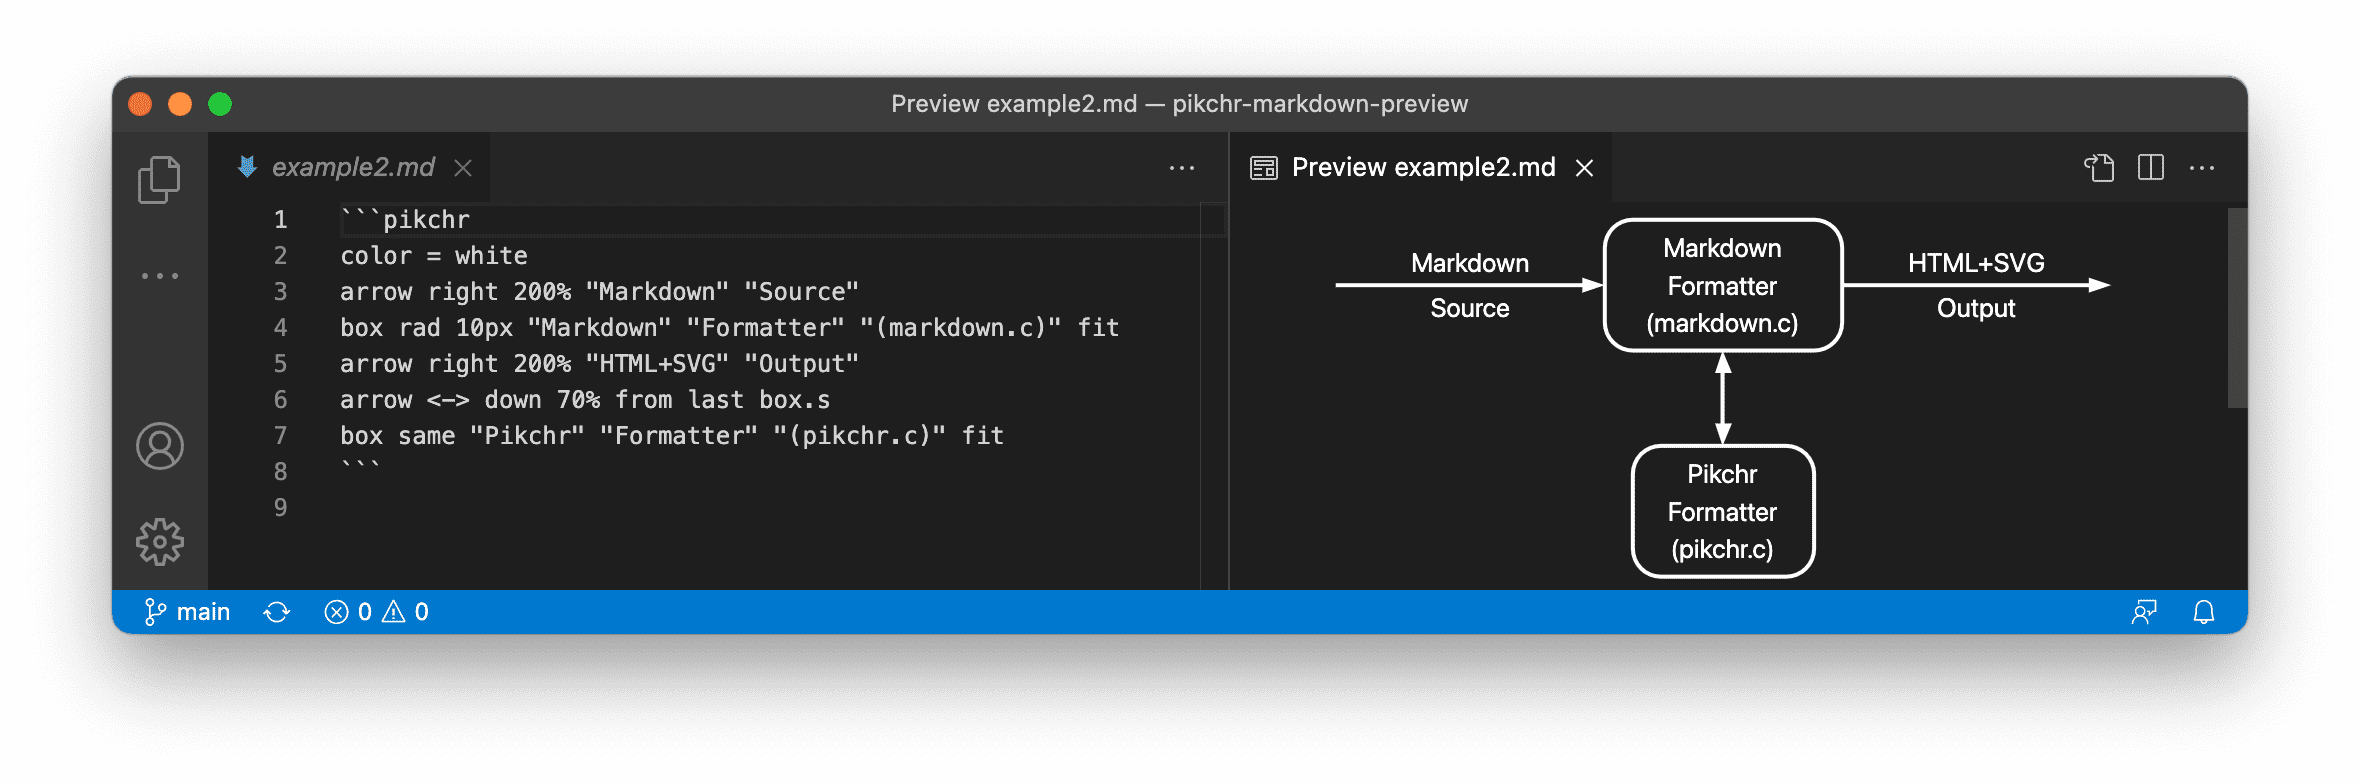 Preview example2.md — pikchr-markdown-preview
example2.md
Preview example2.md
1 ```pikchr
2 color = white
3 arrow right 200% "Markdown" "Source"
4 box rad 10px "Markdown" "Formatter" "(markdown.c)" fit
5 arrow right 200% "HTML+SVG" "Output"
6 arrow <-> down 70% from last box.s
7 box same "Pikchr" "Formatter" "(pikchr.c)" fit
8 ```
9
Markdown
Source
Markdown
Formatter
(markdown.c)
HTML+SVG
Output
Pikchr
Formatter
(pikchr.c)
main 0 0